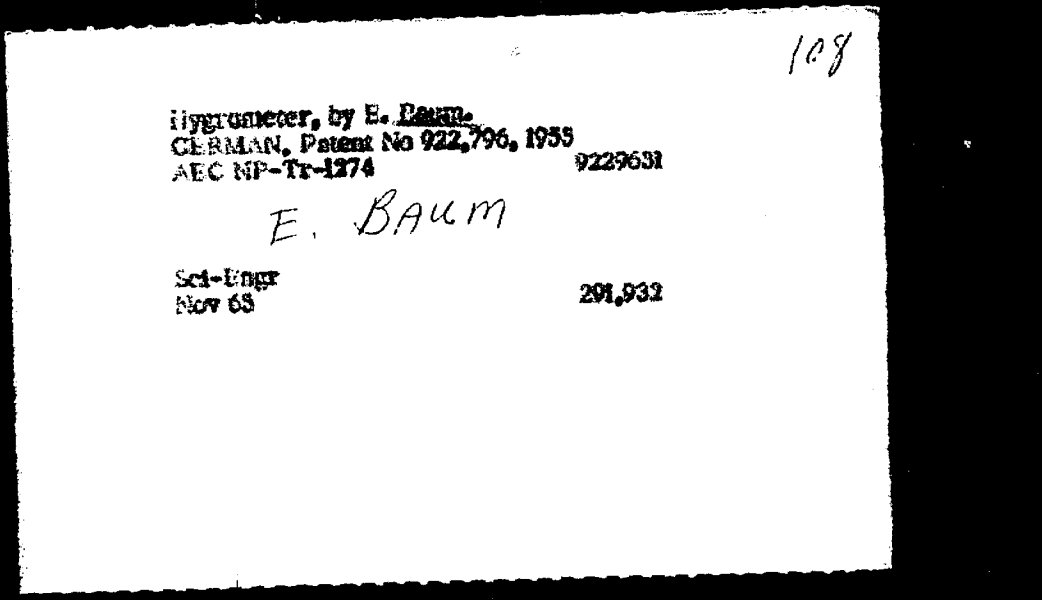 108
Hygrometer, by E. Baum.
GERMAN, Patent No 922,796, 1955
AEC NP-Tr-1274 9229631
E. BAUM
Sci-Engr
Nov 65 291,932